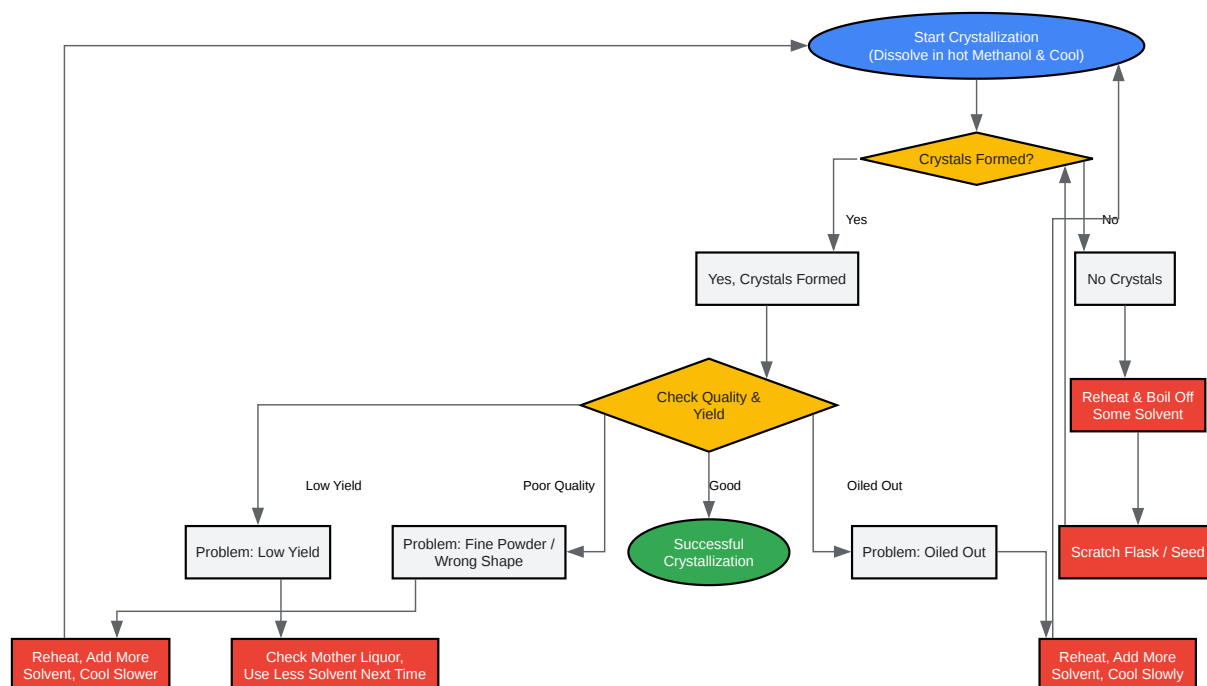 Start Crystallization
(Dissolve in hot Methanol & Cool)
Crystals Formed?
Yes
No
Yes, Crystals Formed
No Crystals
Check Quality &
Yield
Reheat & Boil Off
Some Solvent
Low Yield
Poor Quality
Good
Oiled Out
Problem: Low Yield
Problem: Fine Powder /
Wrong Shape
Successful
Crystallization
Problem: Oiled Out
Scratch Flask / Seed
Reheat, Add More
Solvent, Cool Slower
Check Mother Liquor,
Use Less Solvent Next Time
Reheat, Add More
Solvent, Cool Slowly